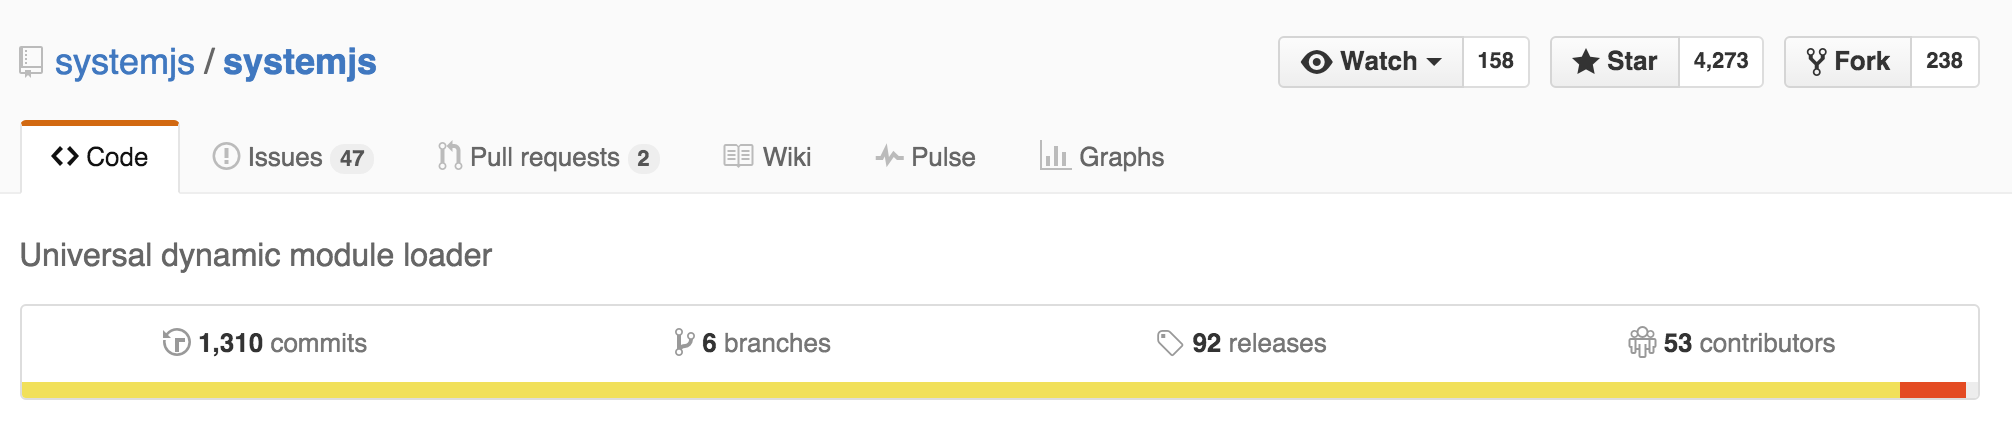 systemjs / systemjs Watch 158 Star 4,273 Fork 238
Code Issues 47 Pull requests 2 Wiki Pulse Graphs
Universal dynamic module loader
1,310 commits 6 branches 92 releases 53 contributors